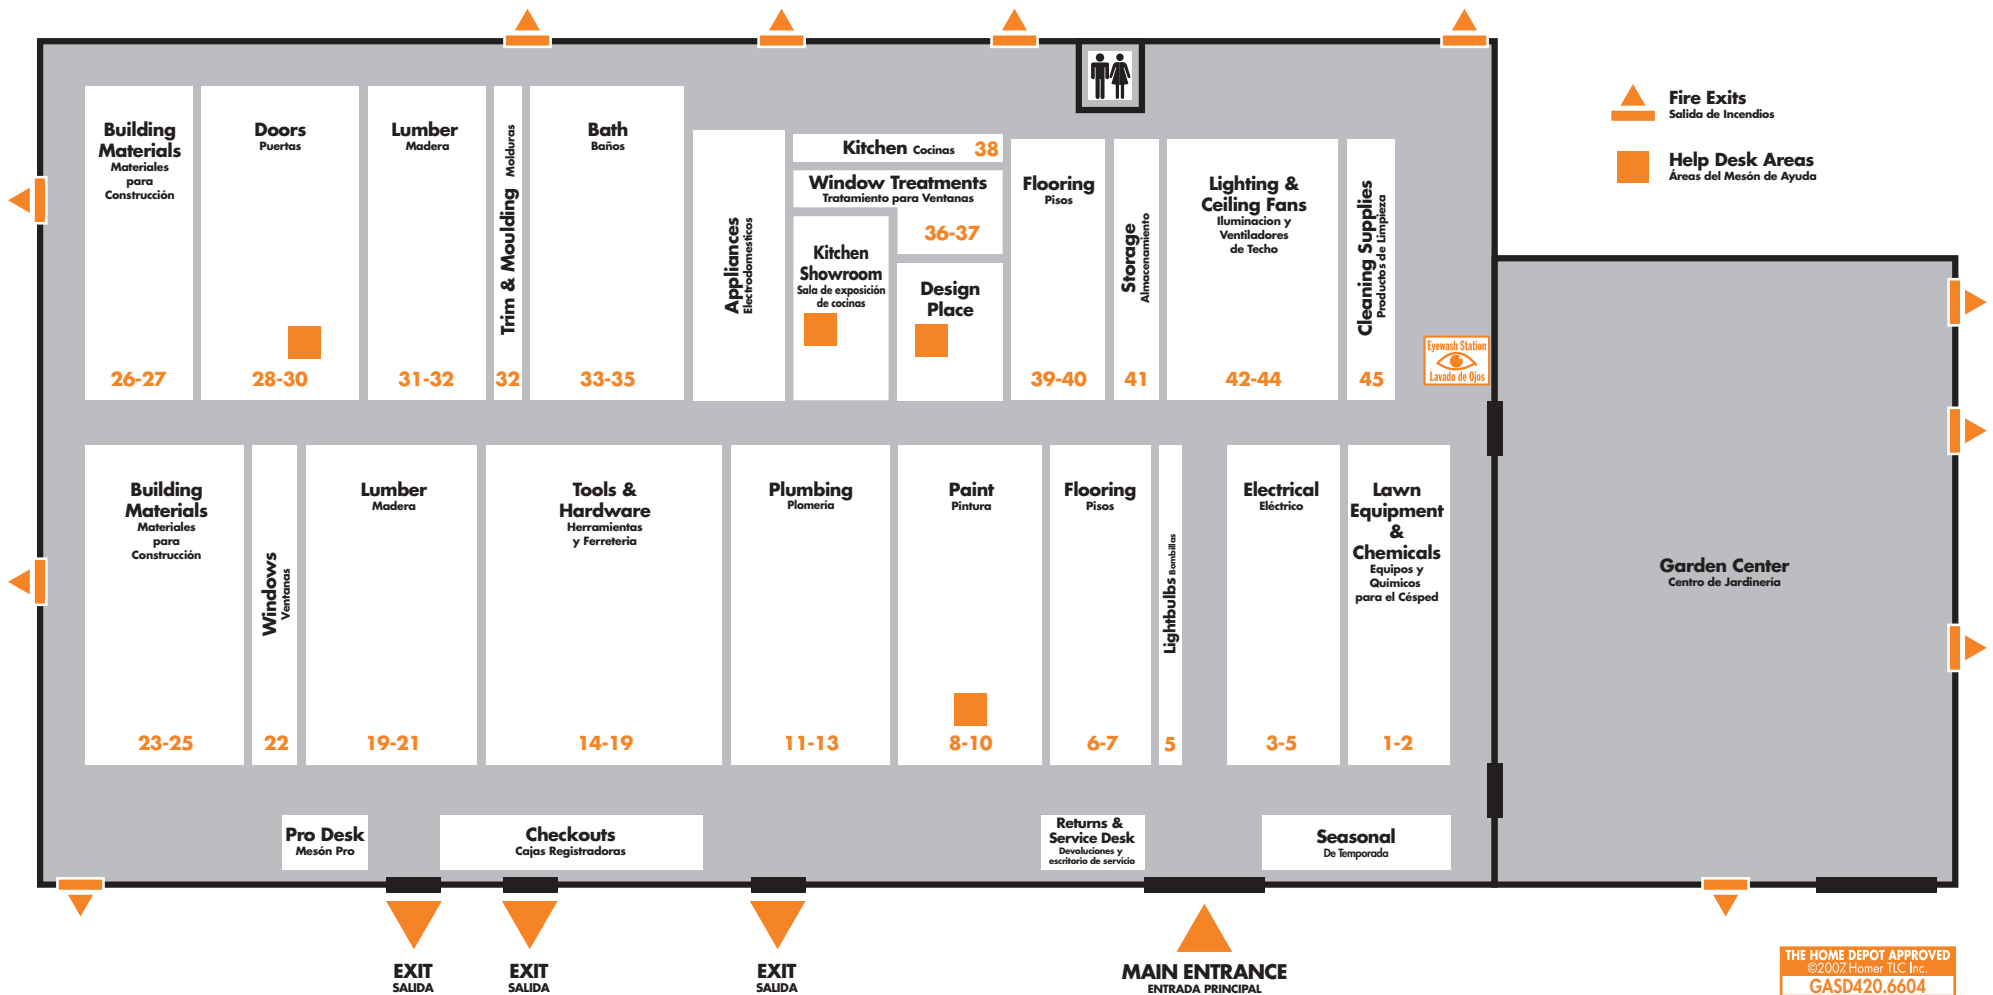 Fire Exits
Salida de Incendios
Help Desk Areas
Áreas del Mesón de Ayuda
Building
Materials
Materiales
para
Construcción
26-27
Doors
Puertas
28-30
Lumber
Madera
31-32
Trim & Moulding Molduras
32
Bath
Baños
33-35
Appliances
Electrodomesticos
Kitchen Cocinas 38
Window Treatments
Tratamiento para Ventanas
36-37
Kitchen
Showroom
Sala de exposición
de cocinas
Design
Place
Flooring
Pisos
39-40
Storage
Almacenamiento
41
Lighting &
Ceiling Fans
Iluminacion y
Ventiladores
de Techo
42-44
Cleaning Supplies
Productos de Limpieza
45
Eyewash Station
Lavado de Ojos
Building
Materials
Materiales
para
Construcción
23-25
Windows
Ventanas
22
Lumber
Madera
19-21
Tools &
Hardware
Herramientas
y Ferreteria
14-19
Plumbing
Plomería
11-13
Paint
Pintura
8-10
Flooring
Pisos
6-7
Lightbulbs Bombillas
5
Electrical
Eléctrico
3-5
Lawn
Equipment
&
Chemicals
Equipos y
Químicos
para el Césped
1-2
Garden Center
Centro de Jardinería
Pro Desk
Mesón Pro
Checkouts
Cajas Registradoras
Returns &
Service Desk
Devoluciones y
escritorio de servicio
Seasonal
De Temporada
EXIT
SALIDA
EXIT
SALIDA
EXIT
SALIDA
MAIN ENTRANCE
ENTRADA PRINCIPAL
THE HOME DEPOT APPROVED
©2007, Homer TLC Inc.
GASD420.6604